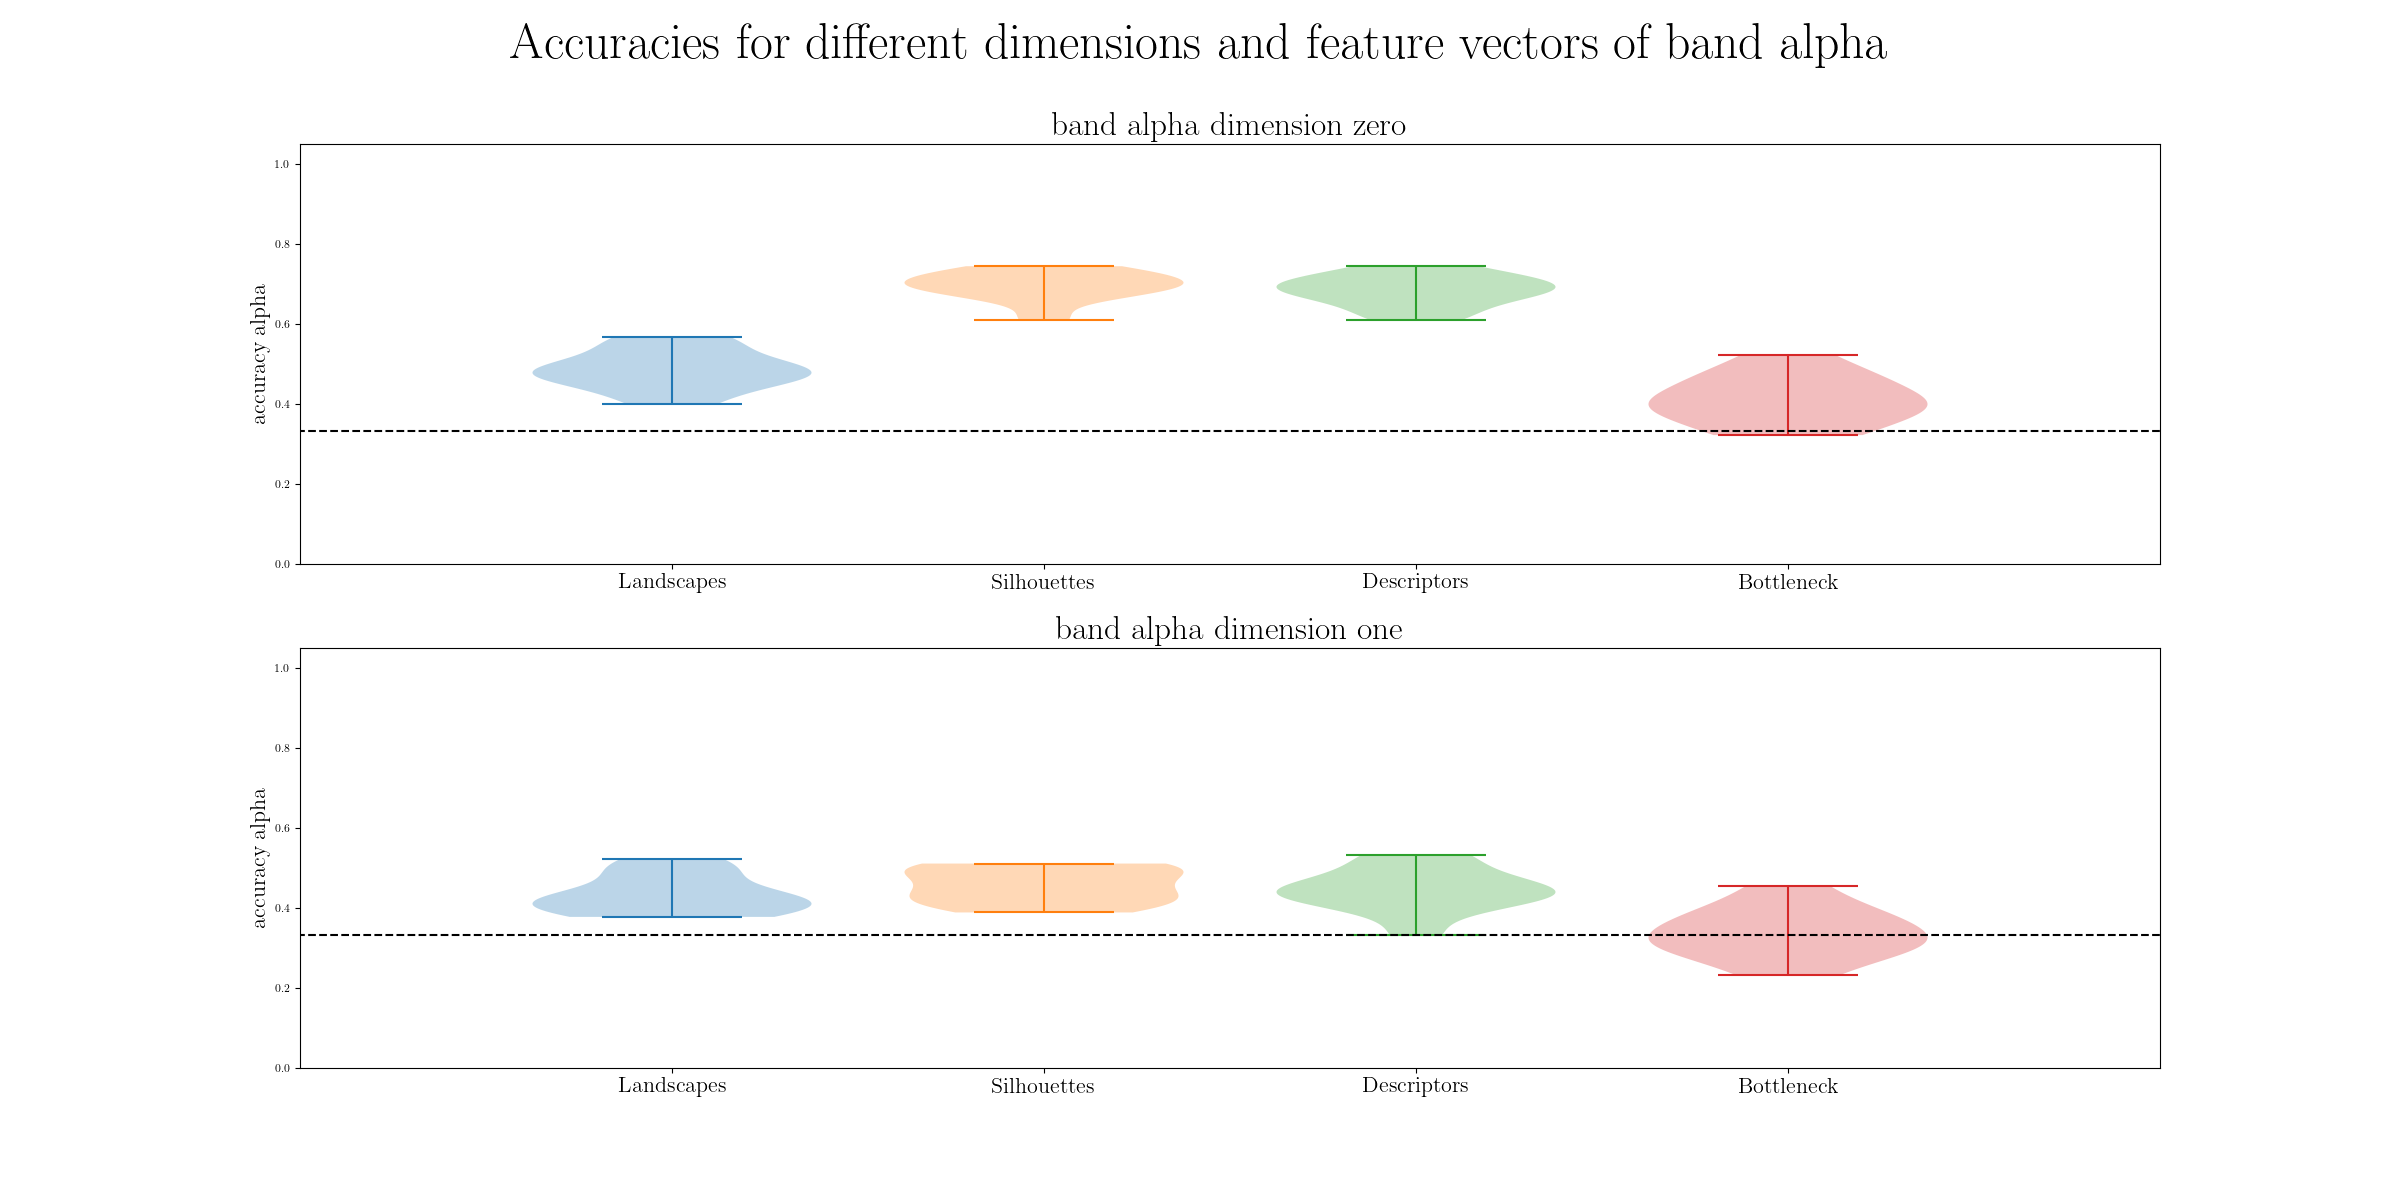 Accuracies for different dimensions and feature vectors of band alpha
band alpha dimension zero
1.0
0.8
0.6
0.4
0.2
0.0
accuracy alpha
Landscapes Silhouettes Descriptors Bottleneck
band alpha dimension one
1.0
0.8
0.6
0.4
0.2
0.0
accuracy alpha
Landscapes Silhouettes Descriptors Bottleneck